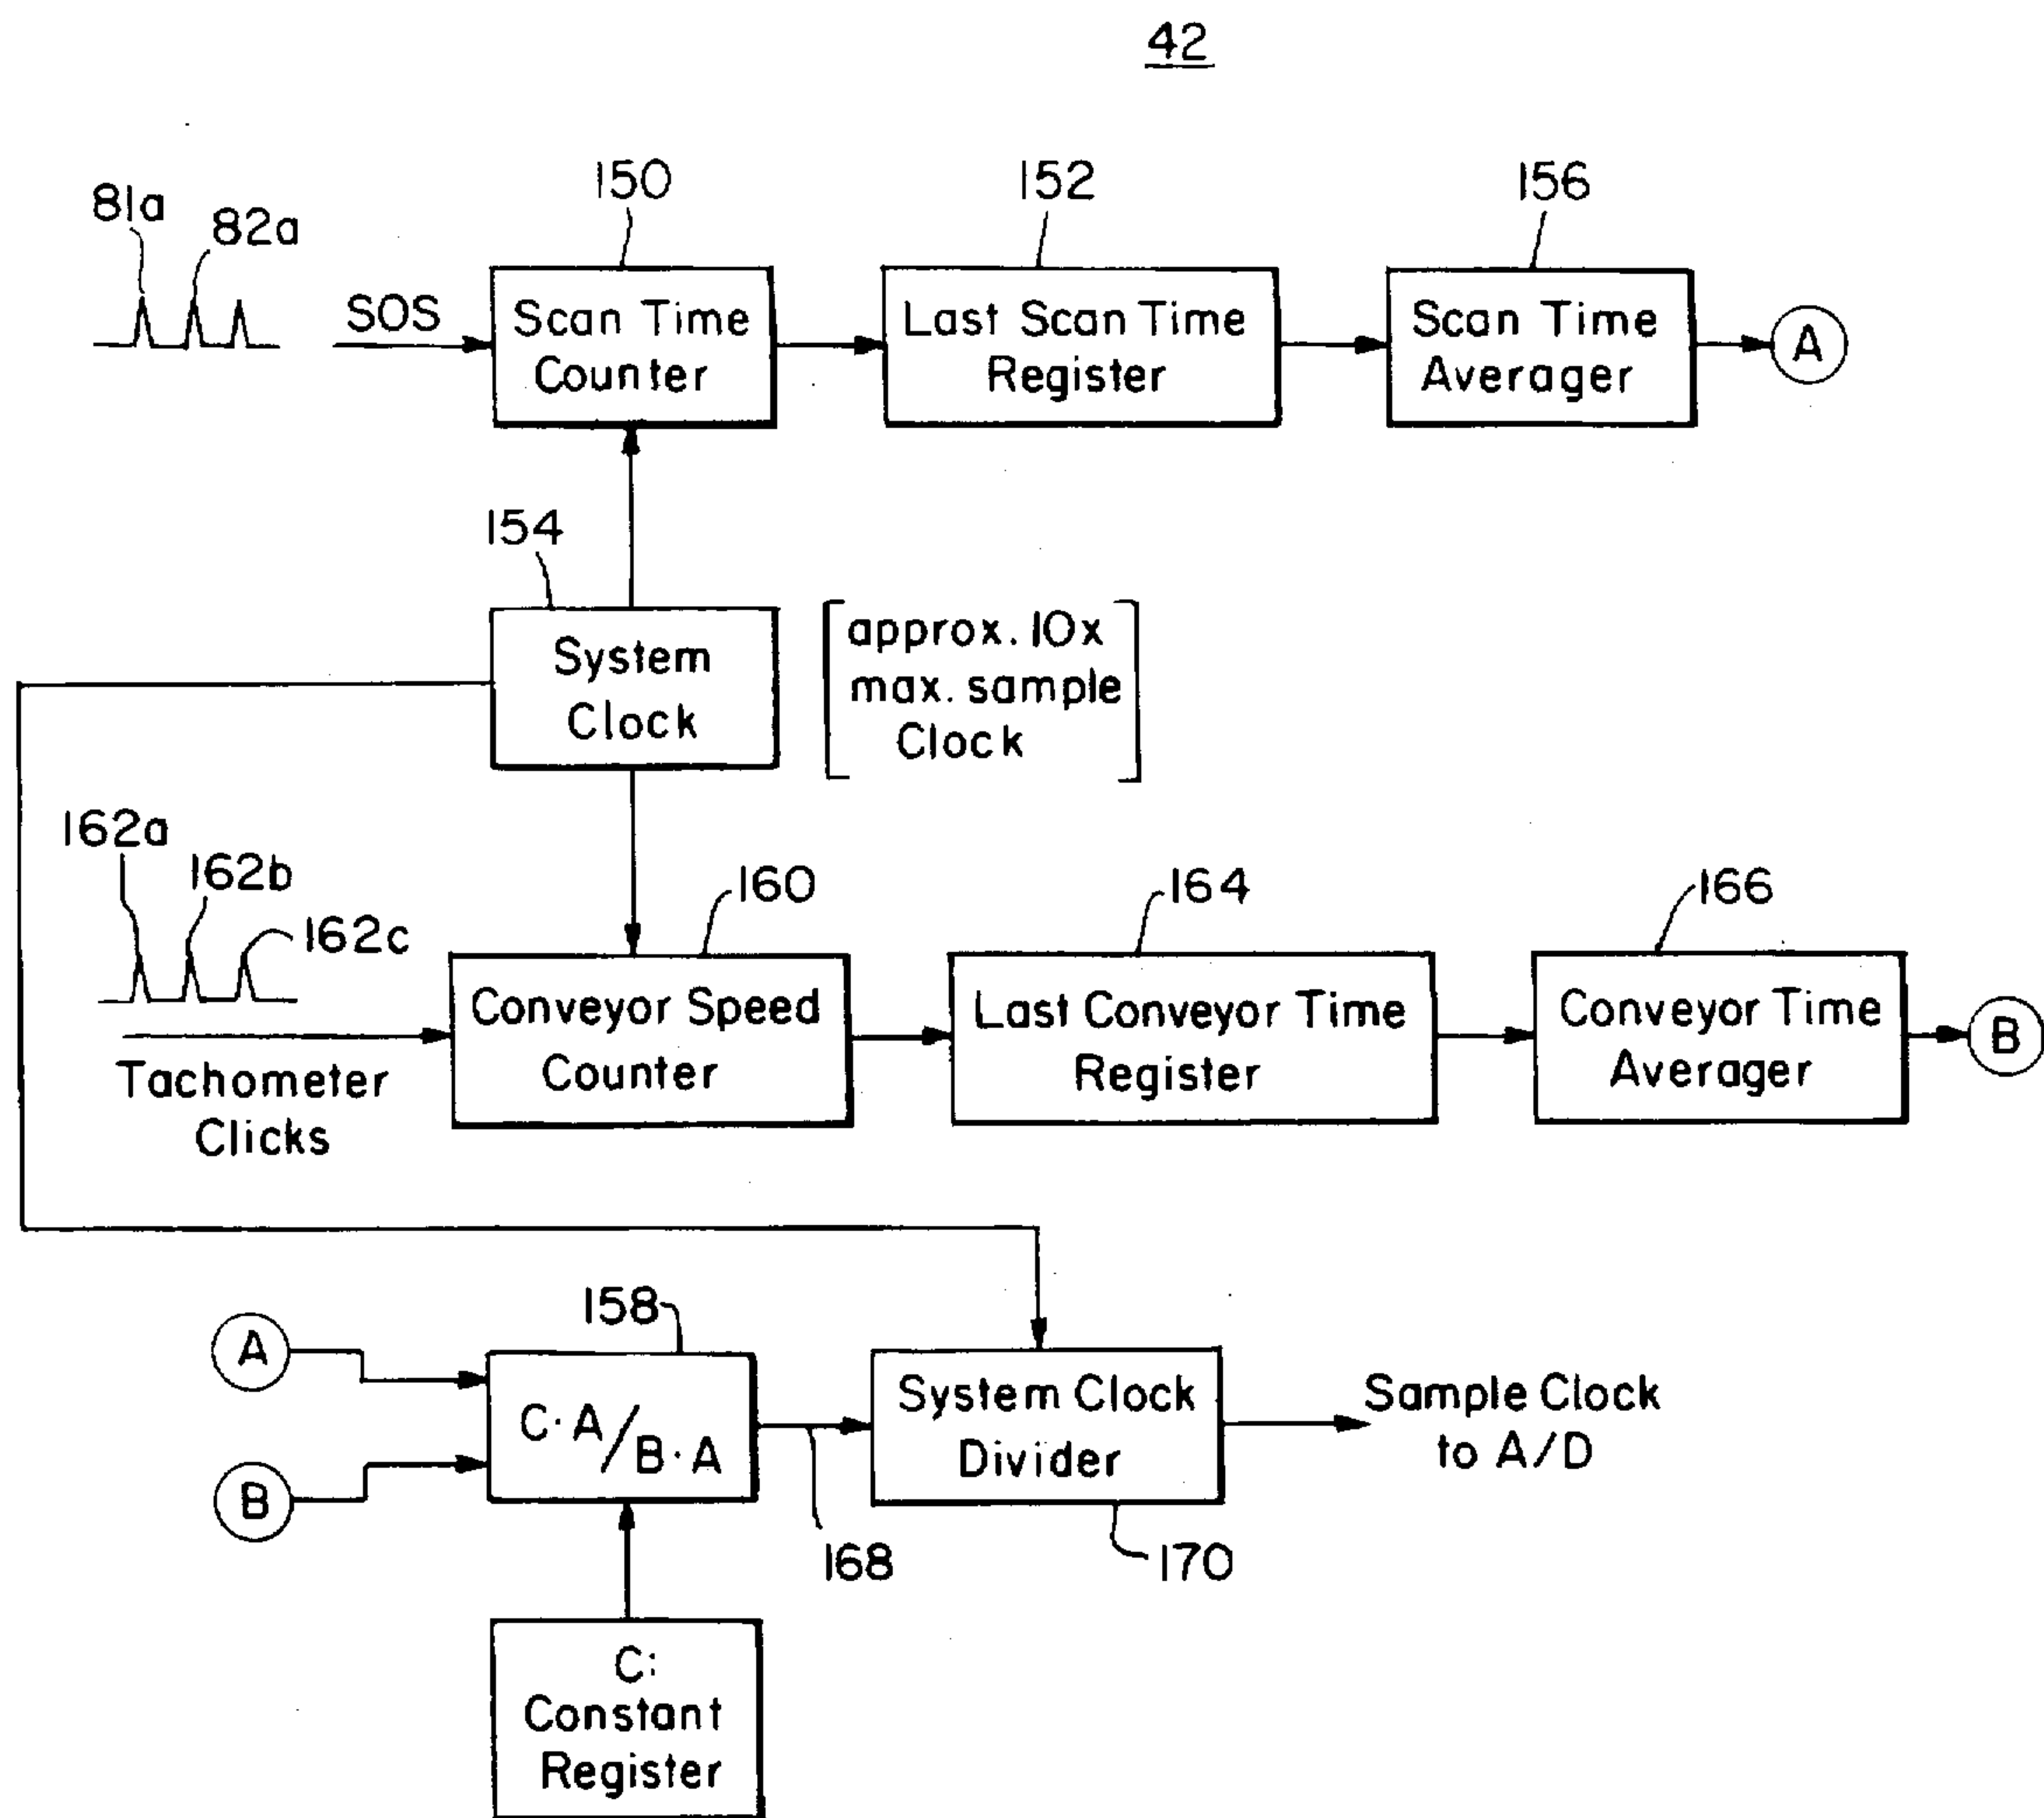 42
81a
82a
150
152
156
SOS
Scan Time
Counter
Last Scan Time
Register
Scan Time
Averager
A
154
System
Clock
approx. 10x
max. sample
Clock
162a
162b
162c
160
164
166
Tachometer
Clicks
Conveyor Speed
Counter
Last Conveyor Time
Register
Conveyor Time
Averager
B
A
B
158
C·A/B·A
168
System Clock
Divider
170
Sample Clock
to A/D
C:
Constant
Register